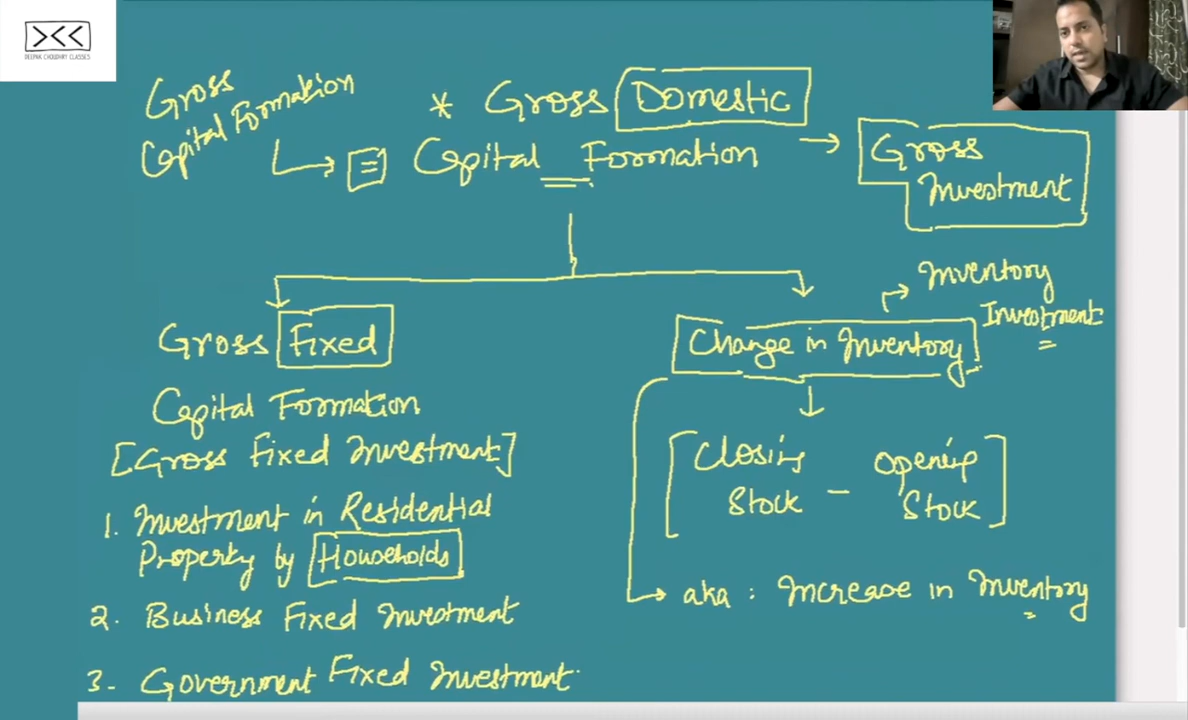 DEEPAK CHOUDHARY CLASSES
Gross
Capital Formation
* Gross Domestic
Capital Formation
Gross
Investment
Inventory
Investment
Gross Fixed
Capital Formation
[Gross Fixed Investment]
1. Investment in Residential
Property by Households
2. Business Fixed Investment
3- Government Fixed Investment
Change in Inventory
[Closing Stock - Opening Stock]
aka : Increase in Inventory